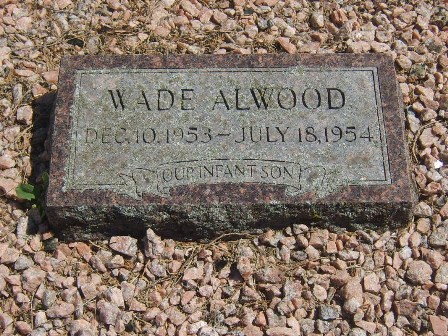 WADE ALWOOD
DEC. 10, 1953 — JULY 18, 1954
OUR INFANT SON